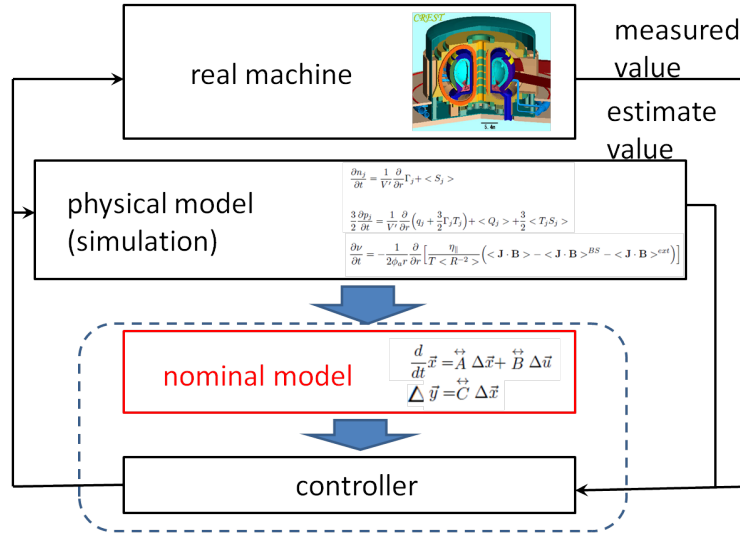 CREST
real machine
5.4m
measured
value
estimate
value
physical model
(simulation)
∂n_j/∂t = 1/V′ ∂/∂r Γ_j + < S_j >
3/2 ∂p_j/∂t = 1/V′ ∂/∂r (q_j + 3/2 Γ_j T_j) + < Q_j > + 3/2 < T_j S_j >
∂ν/∂t = − 1/(2φ_a r) ∂/∂r [ η_∥ / (T < R^{−2} >) ( < J · B > − < J · B >^{BS} − < J · B >^{ext} ) ]
nominal model
d/dt x⃗ = A↔ Δx⃗ + B↔ Δu⃗
Δ y⃗ = C↔ Δx⃗
controller